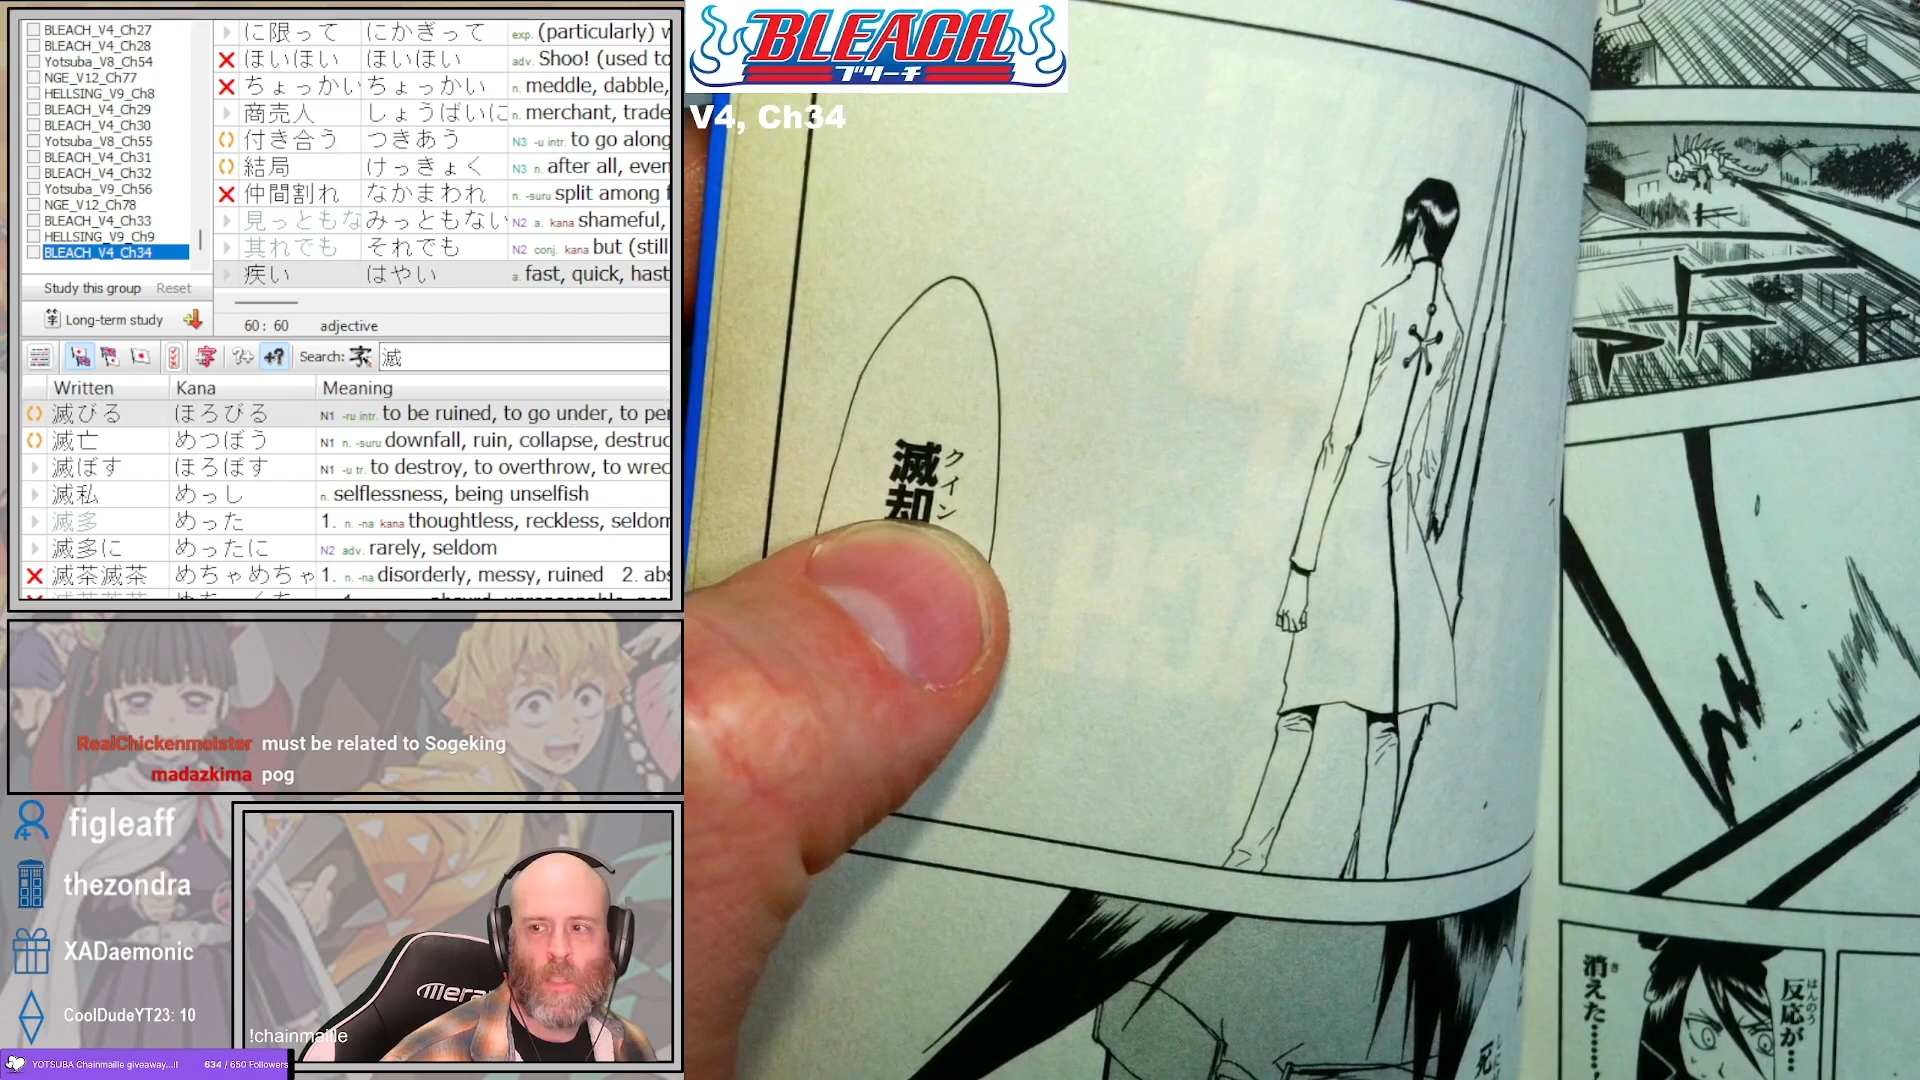 BLEACH_V4_Ch27
BLEACH_V4_Ch28
Yotsuba_V8_Ch54
NGE_V12_Ch77
HELLSING_V9_Ch8
BLEACH_V4_Ch29
BLEACH_V4_Ch30
Yotsuba_V8_Ch55
BLEACH_V4_Ch31
BLEACH_V4_Ch32
Yotsuba_V9_Ch56
NGE_V12_Ch78
BLEACH_V4_Ch33
HELLSING_V9_Ch9
BLEACH_V4_Ch34
Study this group Reset
Long-term study
に限って にかぎって exp. (particularly) w
ほいほい ほいほい adv. Shoo! (used to
ちょっかい ちょっかい n. meddle, dabble,
商売人 しょうばいに n. merchant, trade
付き合う つきあう N3 -u intr. to go along
結局 けっきょく N3 n. after all, even
仲間割れ なかまわれ n. -suru split among f
見っともな みっともない N2 a. kana shameful,
其れでも それでも N2 conj. kana but (still
疾い はやい a. fast, quick, hast
60: 60 adjective
Search: 滅
Written Kana Meaning
滅びる ほろびる N1 -ru intr. to be ruined, to go under, to per
滅亡 めつぼう N1 n. -suru downfall, ruin, collapse, destruc
滅ぼす ほろぼす N1 -u tr. to destroy, to overthrow, to wrec
滅私 めっし n. selflessness, being unselfish
滅多 めった 1. n. -na kana thoughtless, reckless, seldom
滅多に めったに N2 adv. rarely, seldom
滅茶滅茶 めちゃめちゃ 1. n. -na disorderly, messy, ruined 2. abs
RealChickenmeister must be related to Sogeking
madazkima pog
figleaff
thezondra
XADaemonic
CoolDudeYT23: 10
YOTSUBA Chainmaille giveaway...!! 634 / 650 Followers
!chainmaille
BLEACH
ブリーチ
V4, Ch34
滅却
クイン
反応が…
はんのう
消えた……!
き